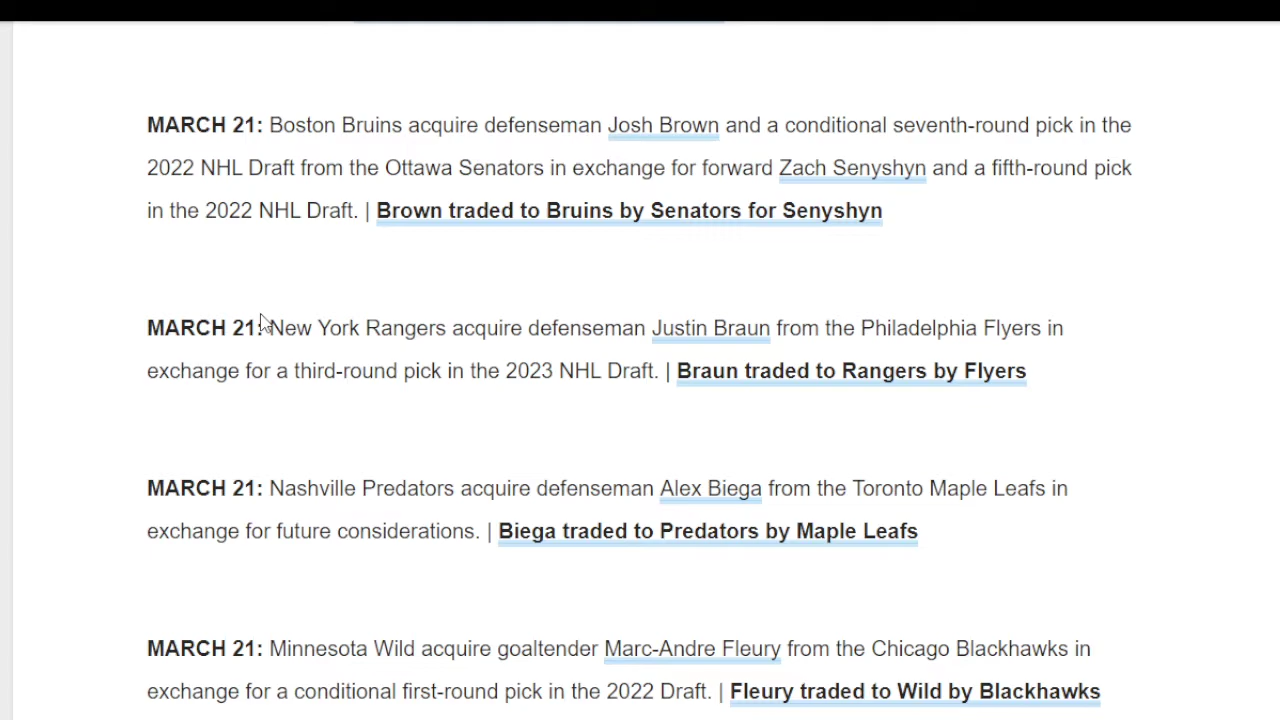 MARCH 21: Boston Bruins acquire defenseman Josh Brown and a conditional seventh-round pick in the
2022 NHL Draft from the Ottawa Senators in exchange for forward Zach Senyshyn and a fifth-round pick
in the 2022 NHL Draft. | Brown traded to Bruins by Senators for Senyshyn
MARCH 21: New York Rangers acquire defenseman Justin Braun from the Philadelphia Flyers in
exchange for a third-round pick in the 2023 NHL Draft. | Braun traded to Rangers by Flyers
MARCH 21: Nashville Predators acquire defenseman Alex Biega from the Toronto Maple Leafs in
exchange for future considerations. | Biega traded to Predators by Maple Leafs
MARCH 21: Minnesota Wild acquire goaltender Marc-Andre Fleury from the Chicago Blackhawks in
exchange for a conditional first-round pick in the 2022 Draft. | Fleury traded to Wild by Blackhawks